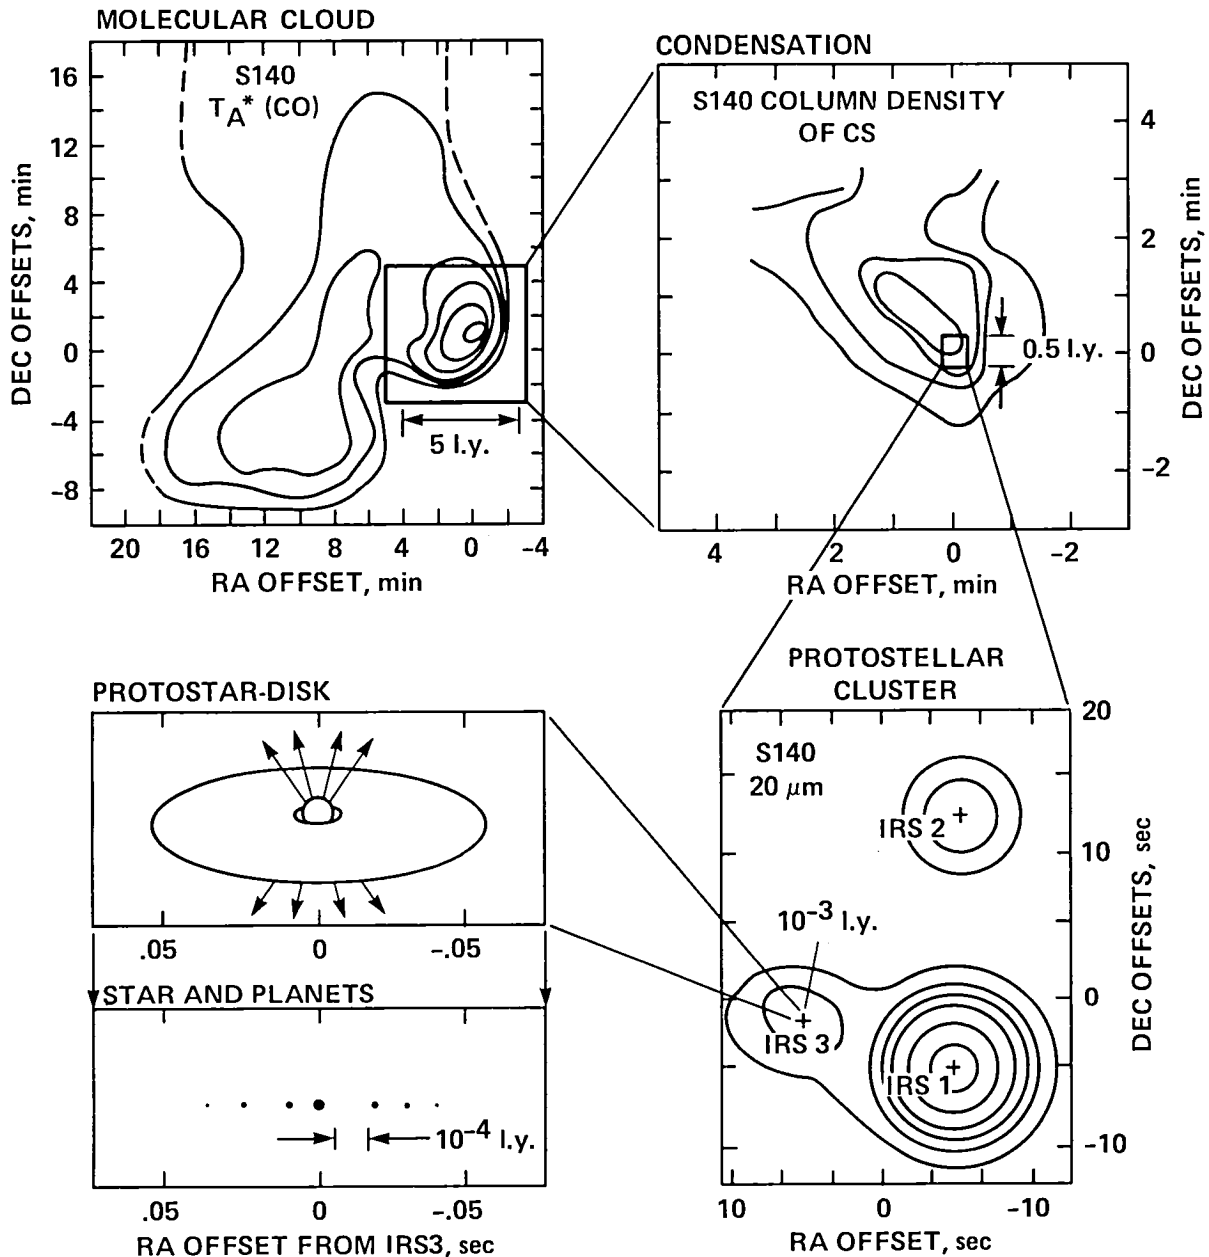 MOLECULAR CLOUD
S140
T_A* (CO)
16
12
8
4
0
-4
-8
DEC OFFSETS, min
5 l.y.
20 16 12 8 4 0 -4
RA OFFSET, min
CONDENSATION
S140 COLUMN DENSITY
OF CS
4
2
0
-2
DEC OFFSETS, min
0.5 l.y.
4 2 0 -2
RA OFFSET, min
PROTOSTAR-DISK
.05 0 -.05
STAR AND PLANETS
10⁻⁴ l.y.
.05 0 -.05
RA OFFSET FROM IRS3, sec
PROTOSTELLAR
CLUSTER
S140
20 μm
IRS 2
10⁻³ l.y.
IRS 3
IRS 1
20
10
0
-10
DEC OFFSETS, sec
10 0 -10
RA OFFSET, sec